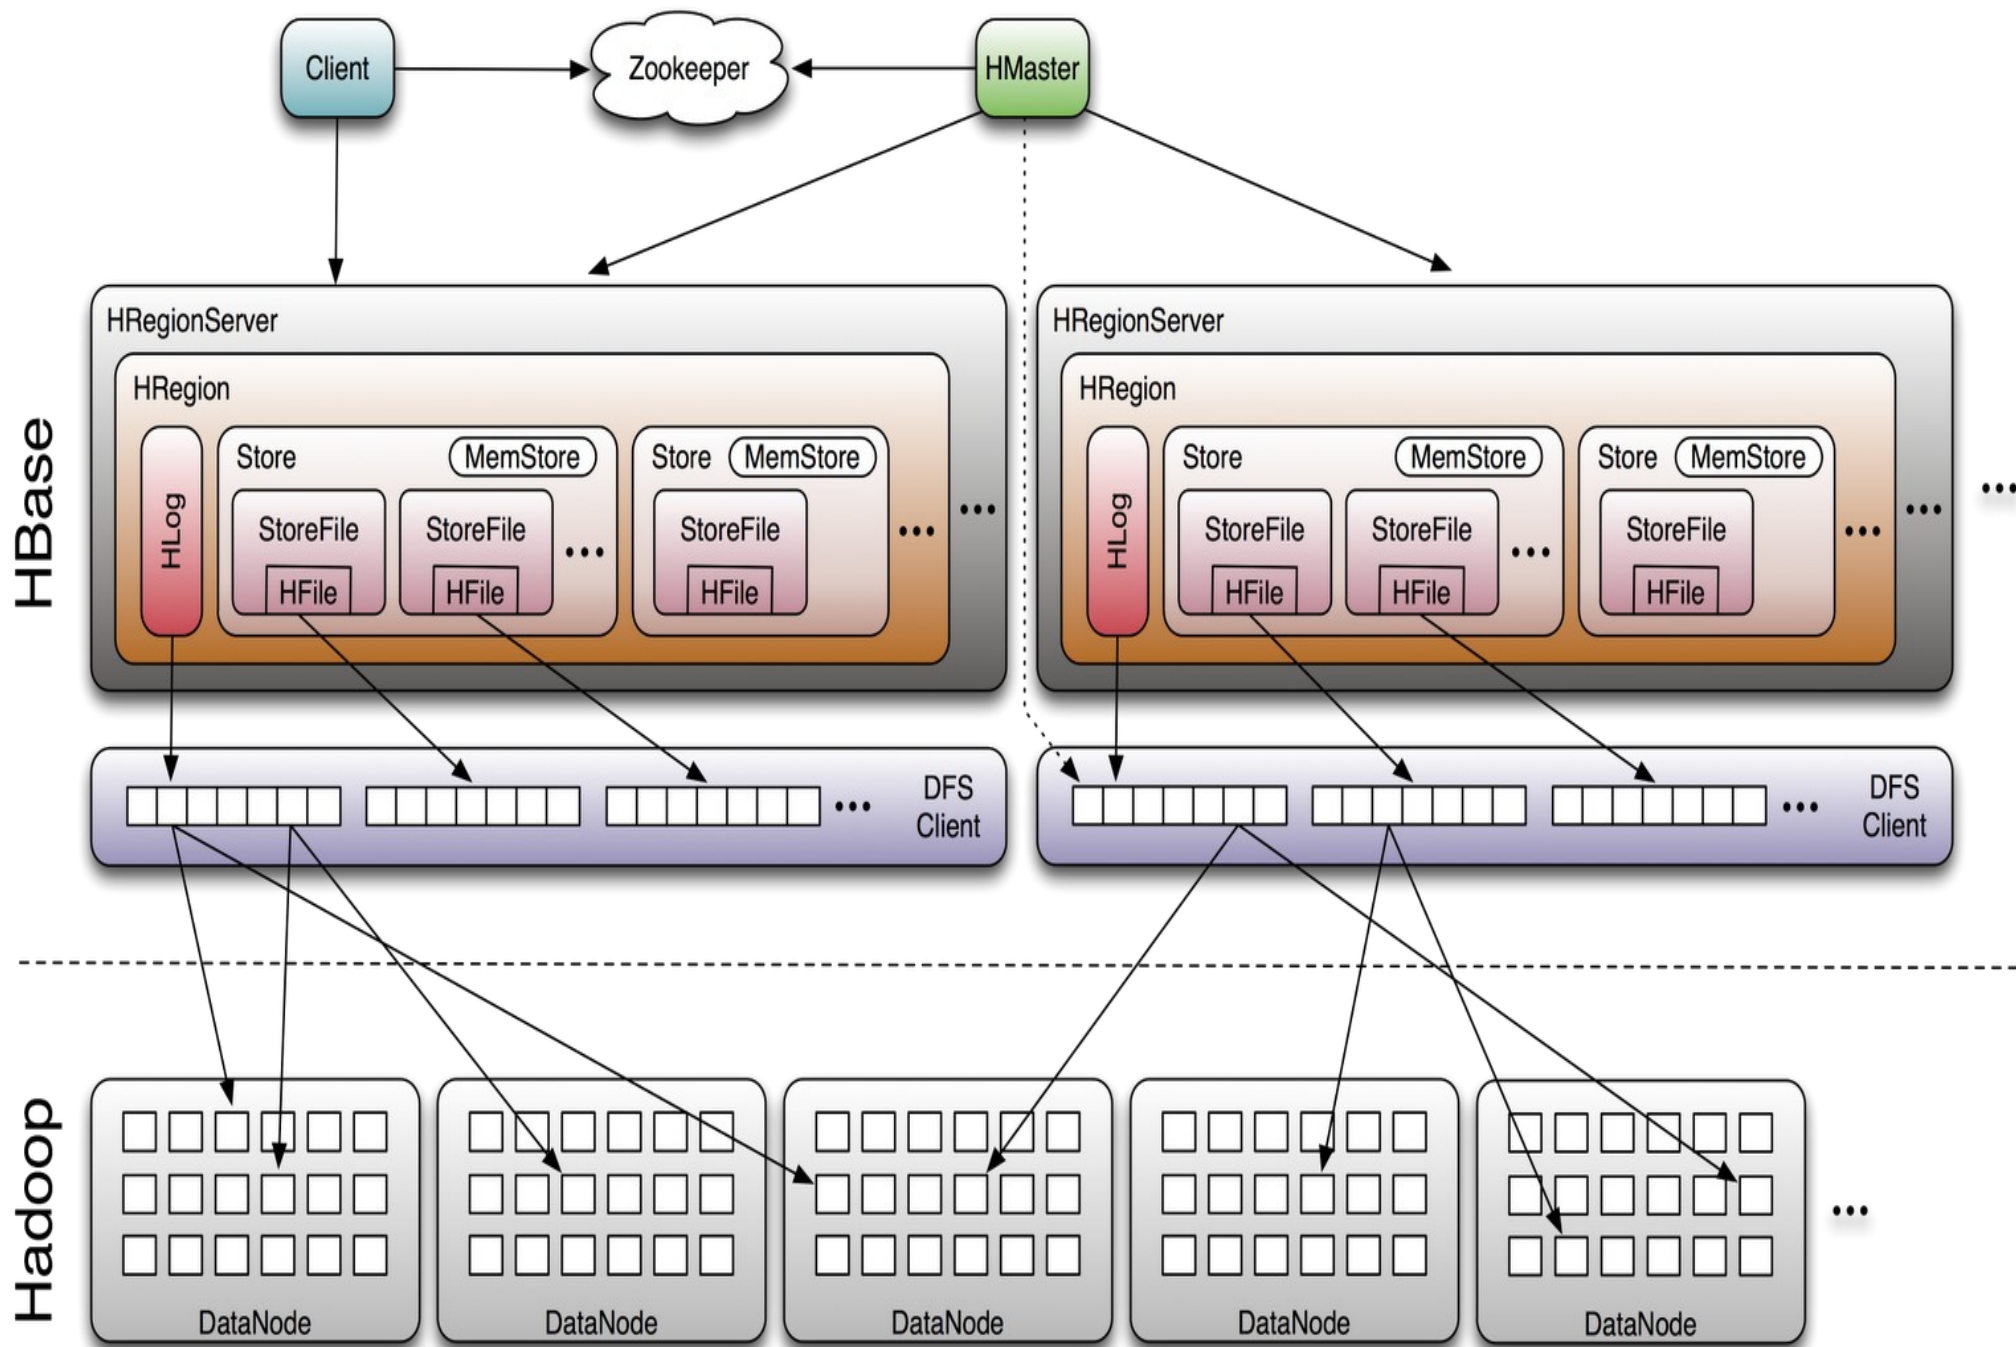 Client
Zookeeper
HMaster
HBase
HRegionServer
HRegion
HLog
Store
MemStore
StoreFile
HFile
StoreFile
HFile
...
Store
MemStore
StoreFile
HFile
...
...
HRegionServer
HRegion
HLog
Store
MemStore
StoreFile
HFile
StoreFile
HFile
...
Store
MemStore
StoreFile
HFile
...
...
...
...
DFS
Client
...
DFS
Client
Hadoop
DataNode
DataNode
DataNode
DataNode
DataNode
...